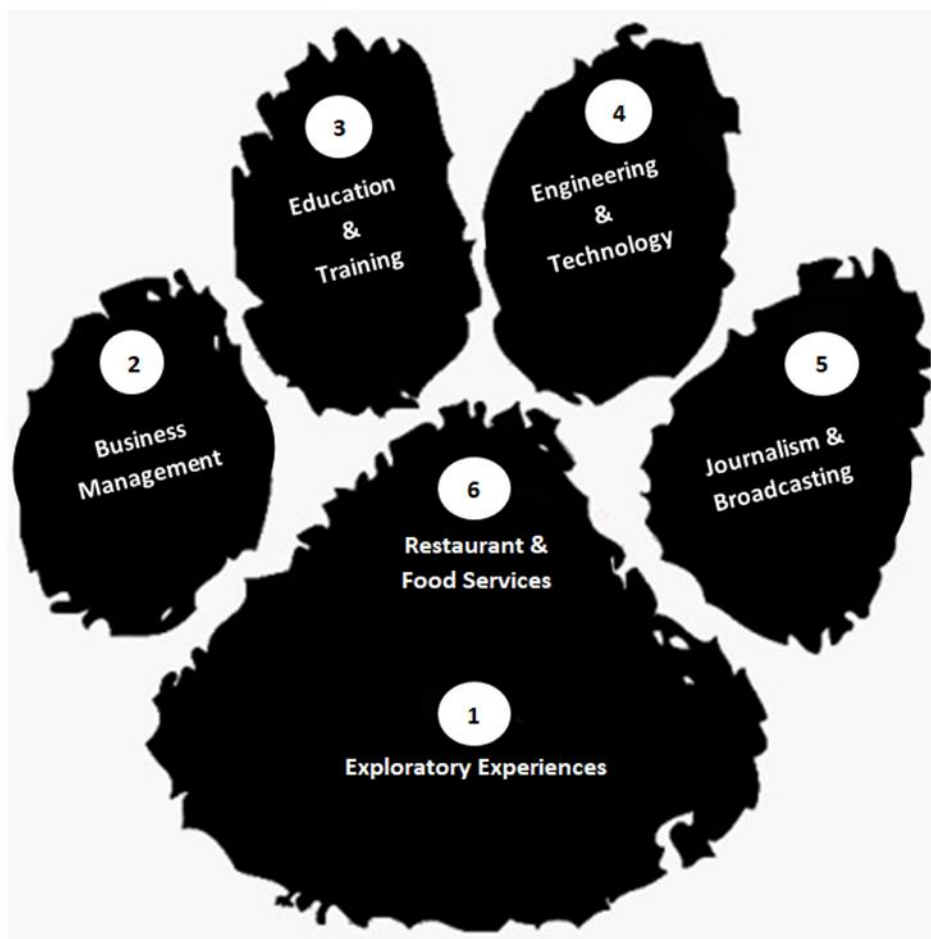 3
Education
&
Training
4
Engineering
&
Technology
2
Business
Management
5
Journalism &
Broadcasting
6
Restaurant &
Food Services
1
Exploratory Experiences